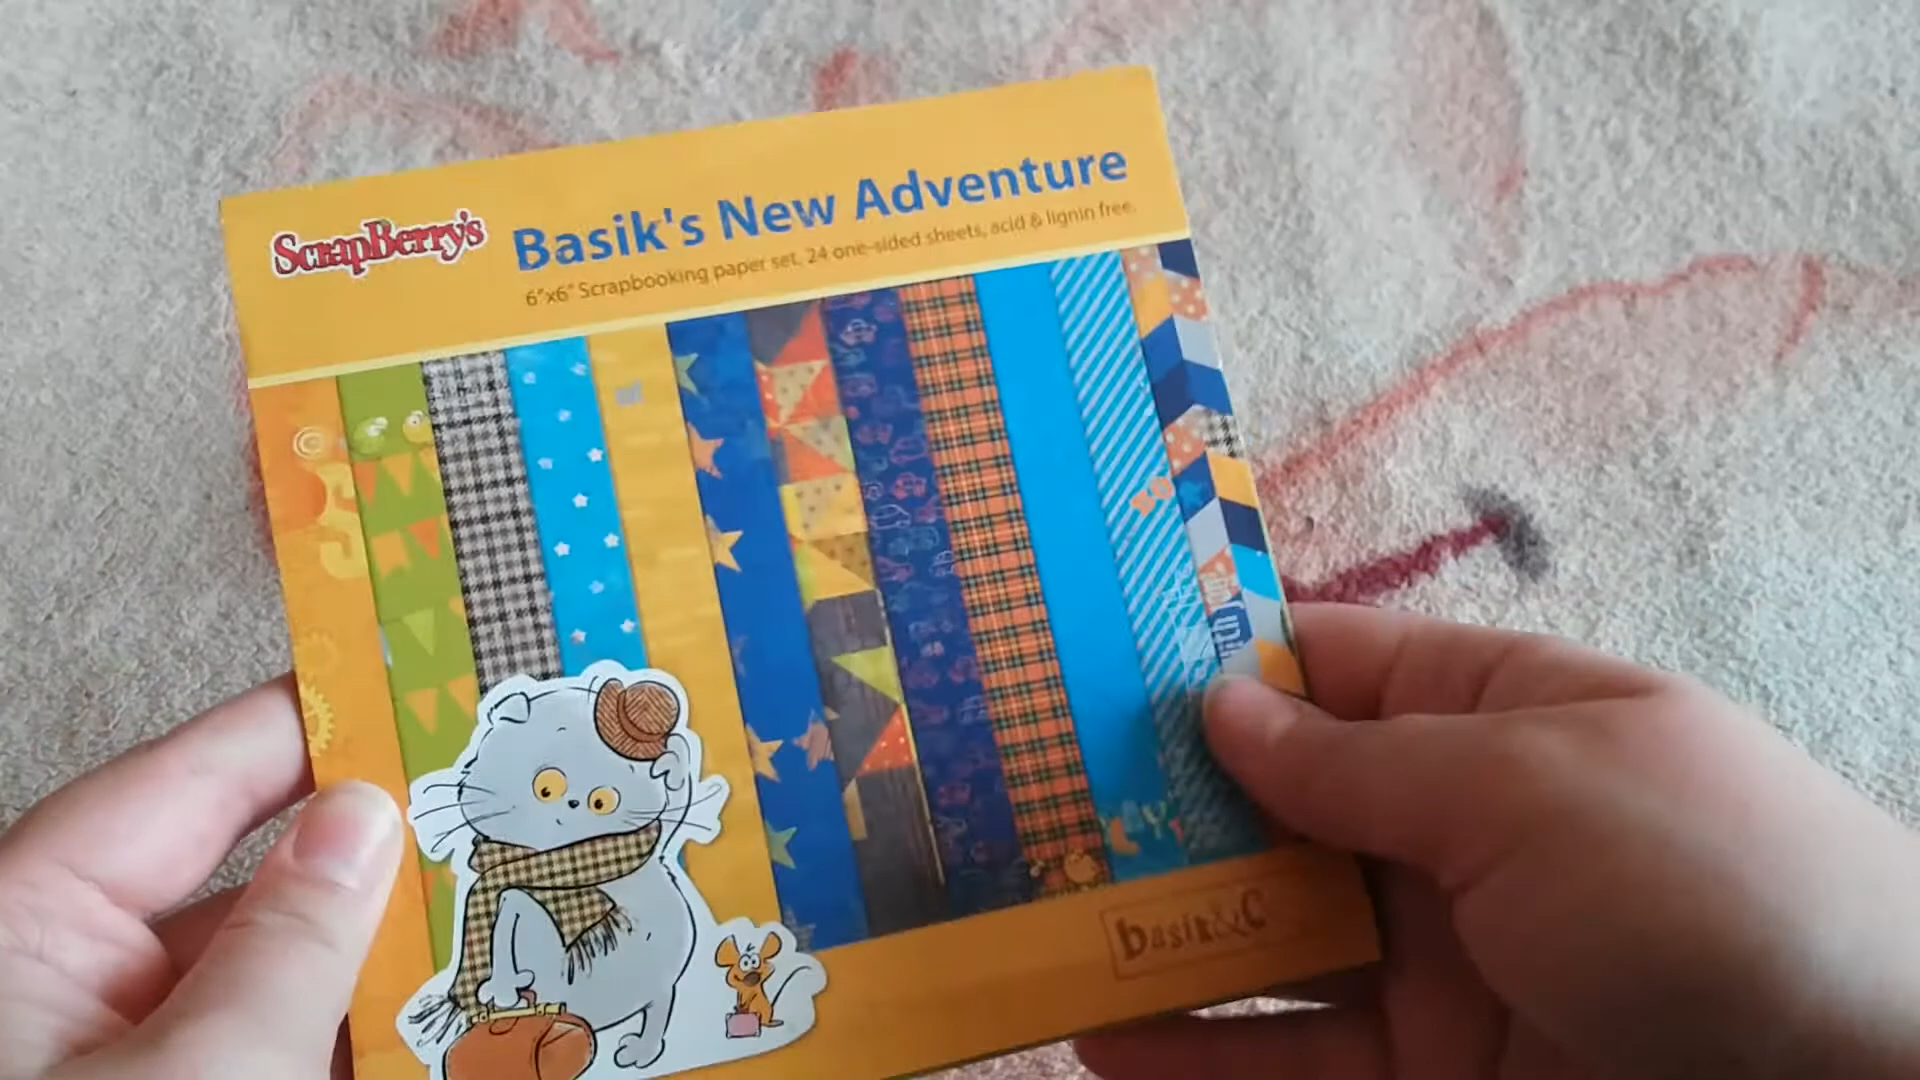 ScrapBerry's
Basik's New Adventure
6"x6" Scrapbooking paper set, 24 one-sided sheets, acid & lignin free.
basik&C